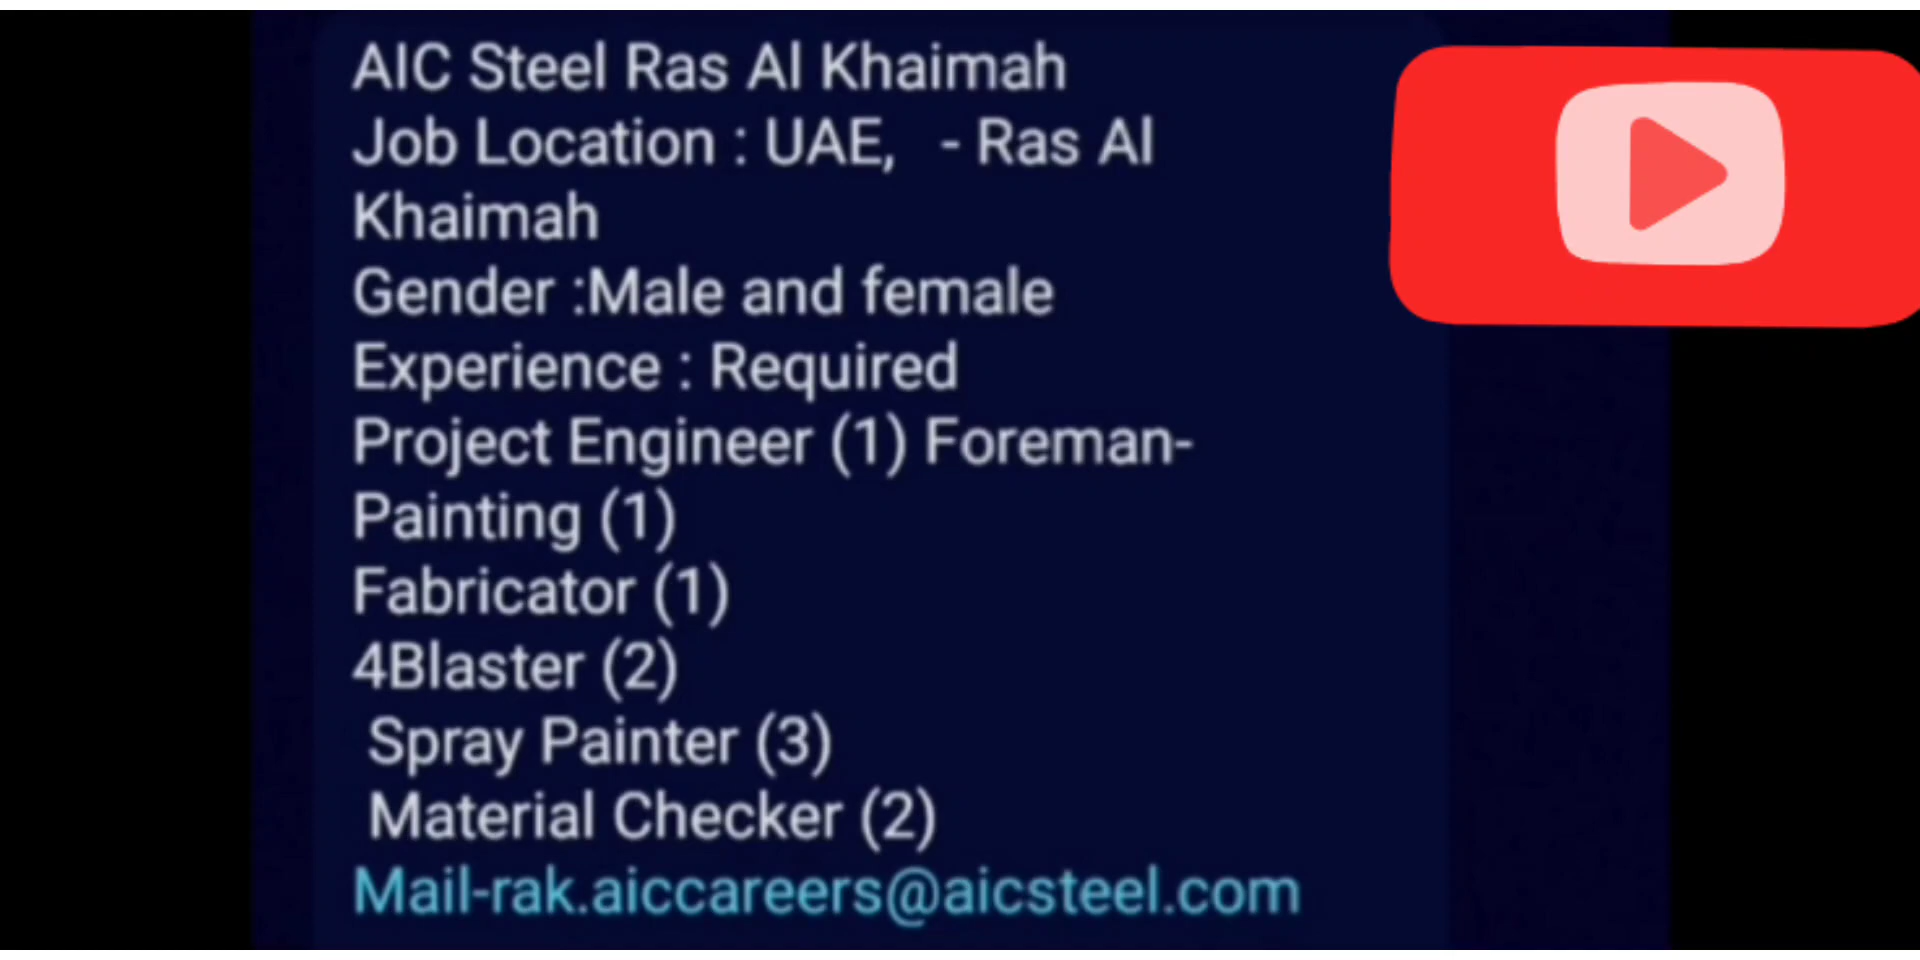 AIC Steel Ras Al Khaimah
Job Location : UAE,   - Ras Al
Khaimah
Gender :Male and female
Experience : Required
Project Engineer (1) Foreman-
Painting (1)
Fabricator (1)
4Blaster (2)
Spray Painter (3)
Material Checker (2)
Mail-rak.aiccareers@aicsteel.com